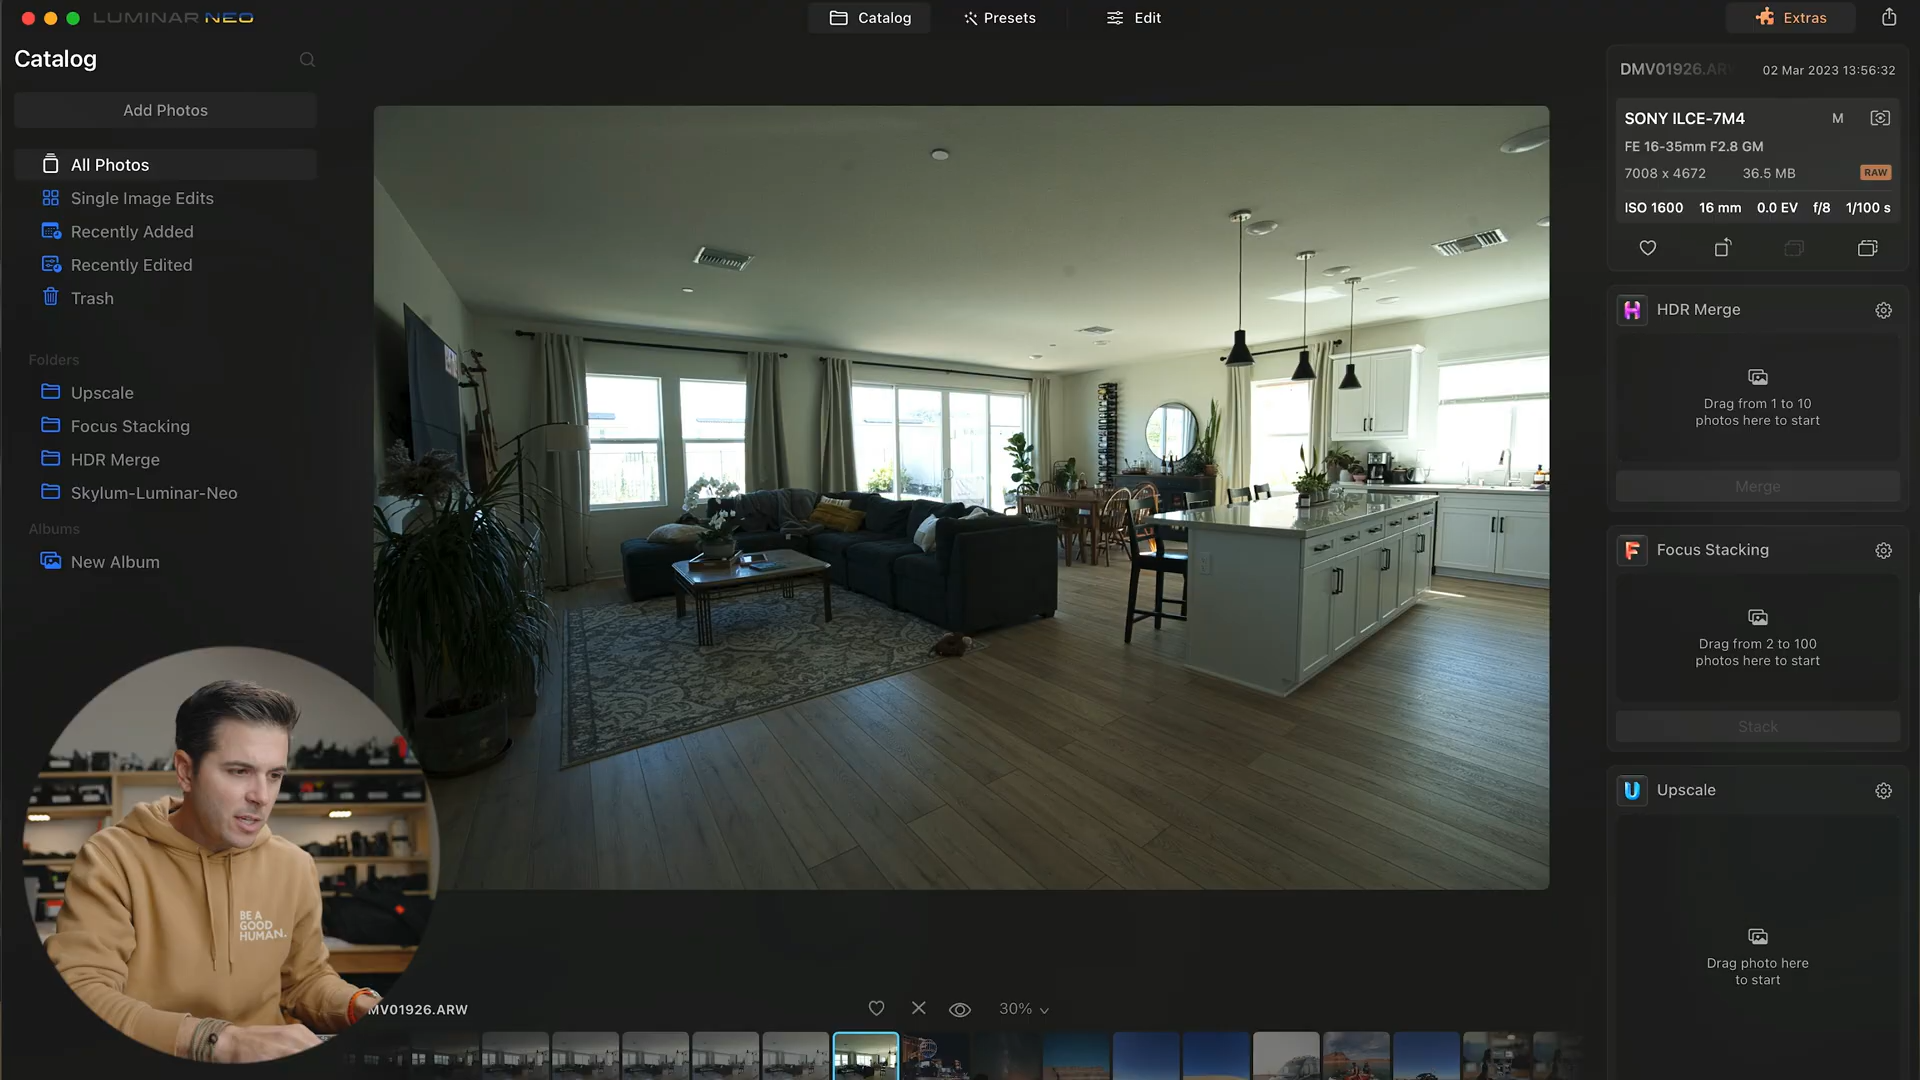 LUMINAR NEO
Catalog
Presets
Edit
Extras
Catalog
Add Photos
All Photos
Single Image Edits
Recently Added
Recently Edited
Trash
Folders
Upscale
Focus Stacking
HDR Merge
Skylum-Luminar-Neo
Albums
New Album
DMV01926.ARW 02 Mar 2023 13:56:32
SONY ILCE-7M4 M
FE 16-35mm F2.8 GM
7008 x 4672 36.5 MB RAW
ISO 1600 16 mm 0.0 EV f/8 1/100 s
HDR Merge
Drag from 1 to 10
photos here to start
Merge
Focus Stacking
Drag from 2 to 100
photos here to start
Stack
Upscale
Drag photo here
to start
BE A
GOOD
HUMAN.
MV01926.ARW
30%